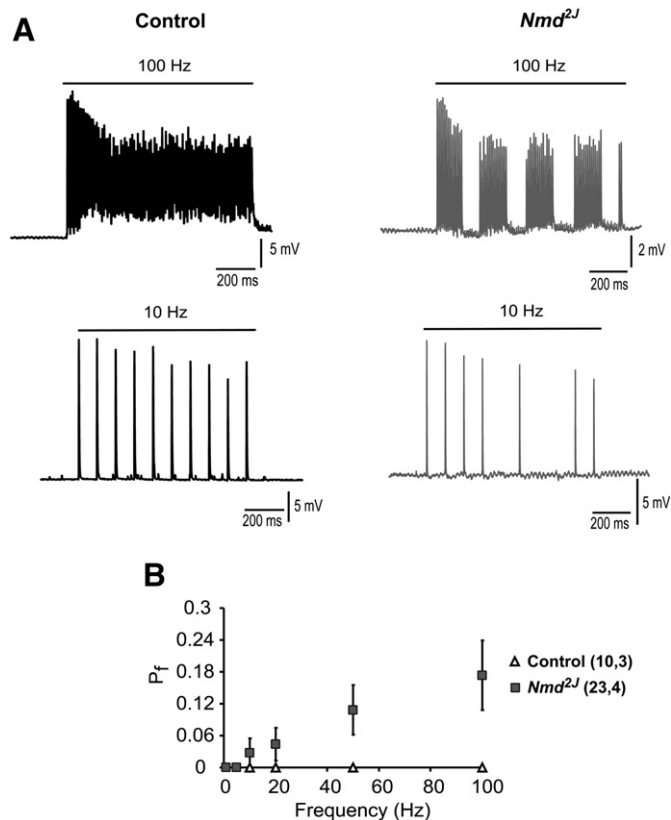 A
Control
Nmd2J
100 Hz
100 Hz
5 mV
200 ms
2 mV
200 ms
10 Hz
10 Hz
5 mV
200 ms
5 mV
200 ms
B
0.3
0.24
0.18
0.12
0.06
0
Pf
0 20 40 60 80 100
Frequency (Hz)
Control (10,3)
Nmd2J (23,4)